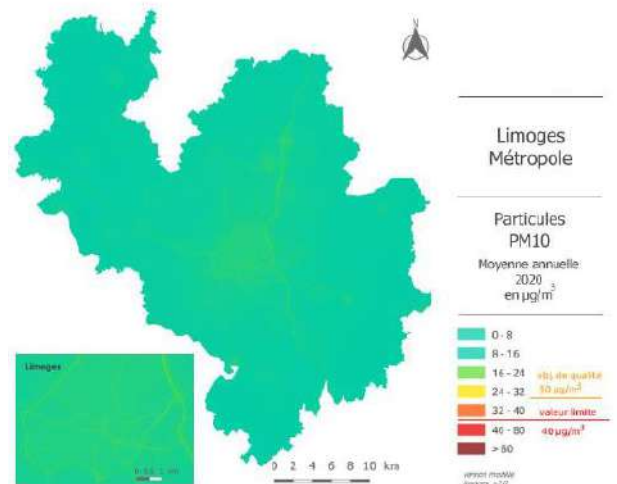 N
Limoges
Métropole
Particules
PM10
Moyenne annuelle
2020
en µg/m³
0 - 8
8 - 16
16 - 24
24 - 32
32 - 40
40 - 80
> 80
obj. de qualité
30 µg/m³
valeur limite
40 µg/m³
Limoges
0 2 4 6 8 10 km